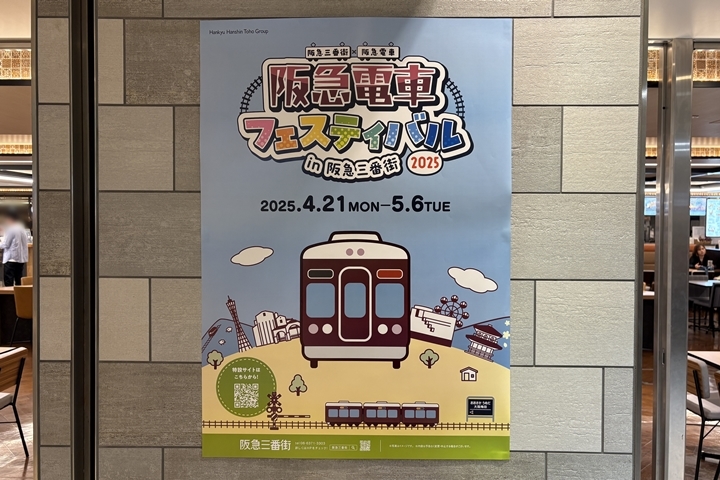 Hankyu Hanshin Toho Group
阪急三番街×阪急電車
阪急電車
フェスティバル
in 阪急三番街 2025
2025.4.21 MON－5.6 TUE
特設サイトは
こちらから!
阪急三番街